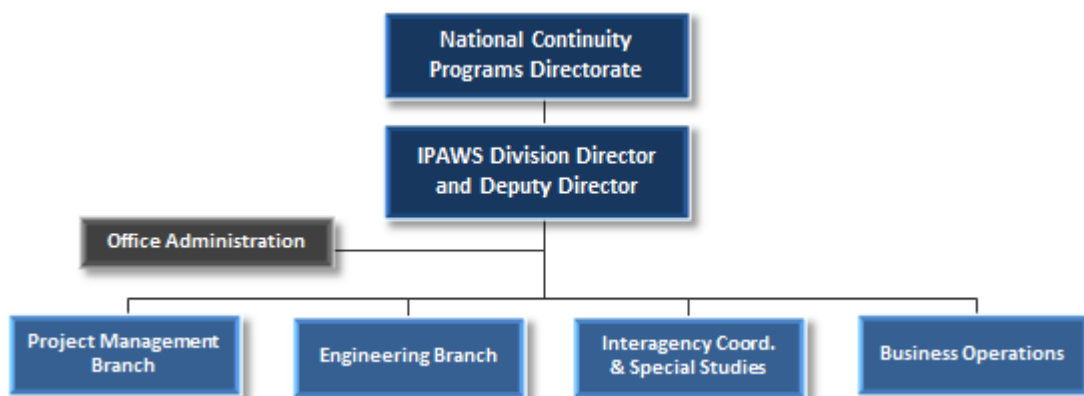 National Continuity
Programs Directorate
IPAWS Division Director
and Deputy Director
Office Administration
Project Management
Branch
Engineering Branch
Interagency Coord.
& Special Studies
Business Operations